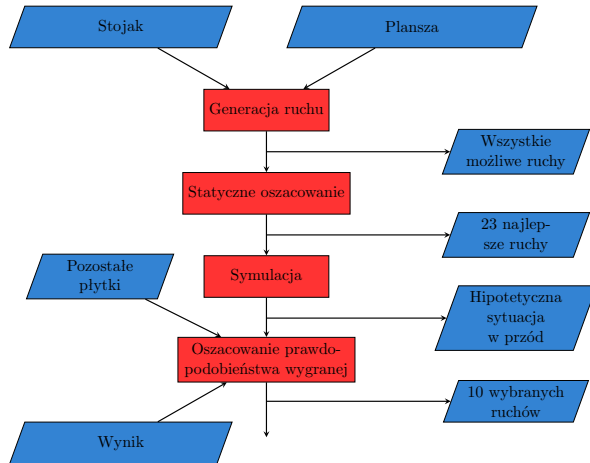 Stojak
Plansza
Generacja ruchu
Wszystkie
możliwe ruchy
Statyczne oszacowanie
23 najlep-
sze ruchy
Pozostałe
płytki
Symulacja
Hipotetyczna
sytuacja
w przód
Oszacowanie prawdo-
podobieństwa wygranej
10 wybranych
ruchów
Wynik